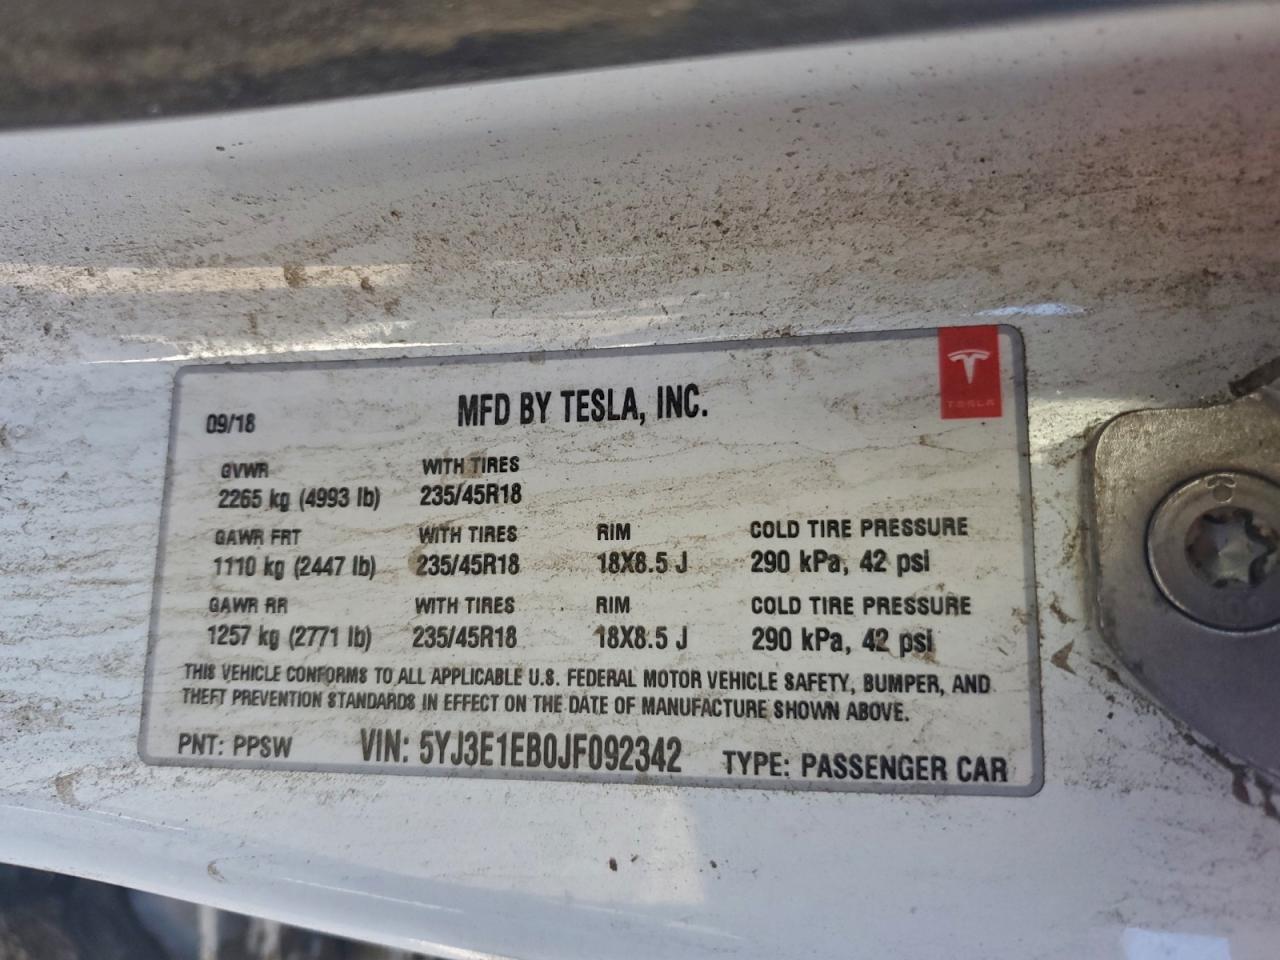 TESLA
09/18 MFD BY TESLA, INC.
GVWR WITH TIRES
2265 kg (4993 lb) 235/45R18
GAWR FRT WITH TIRES RIM COLD TIRE PRESSURE
1110 kg (2447 lb) 235/45R18 18X8.5 J 290 kPa, 42 psi
GAWR RR WITH TIRES RIM COLD TIRE PRESSURE
1257 kg (2771 lb) 235/45R18 18X8.5 J 290 kPa, 42 psi
THIS VEHICLE CONFORMS TO ALL APPLICABLE U.S. FEDERAL MOTOR VEHICLE SAFETY, BUMPER, AND
THEFT PREVENTION STANDARDS IN EFFECT ON THE DATE OF MANUFACTURE SHOWN ABOVE.
PNT: PPSW VIN: 5YJ3E1EB0JF092342 TYPE: PASSENGER CAR